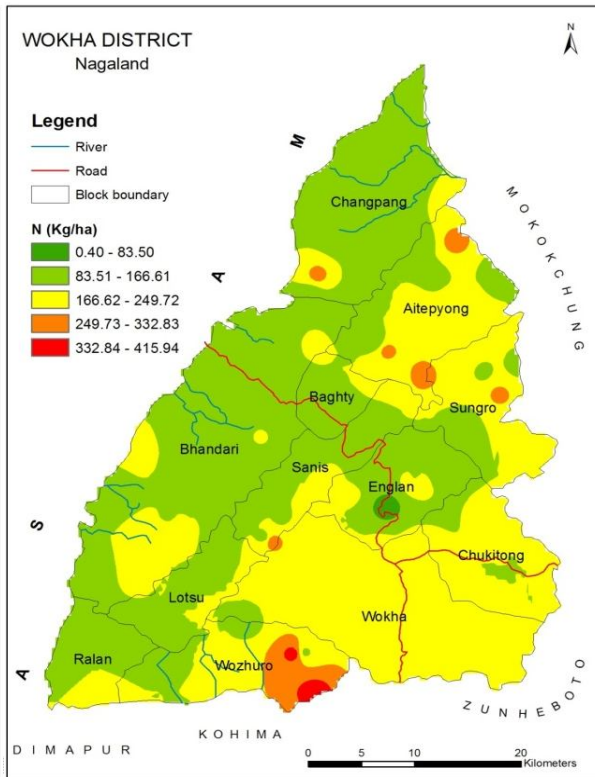 WOKHA DISTRICT
Nagaland
N
Legend
River
Road
Block boundary
N (Kg/ha)
0.40 - 83.50
83.51 - 166.61
166.62 - 249.72
249.73 - 332.83
332.84 - 415.94
ASAM
MOKOKCHUNG
Changpang
Aitepyong
Baghty
Sungro
Bhandari
Sanis
Englan
Chukitong
Lotsu
Wokha
Ralan
Wozhuro
ZUNHEBOTO
KOHIMA
DIMAPUR
0 5 10 20
Kilometers